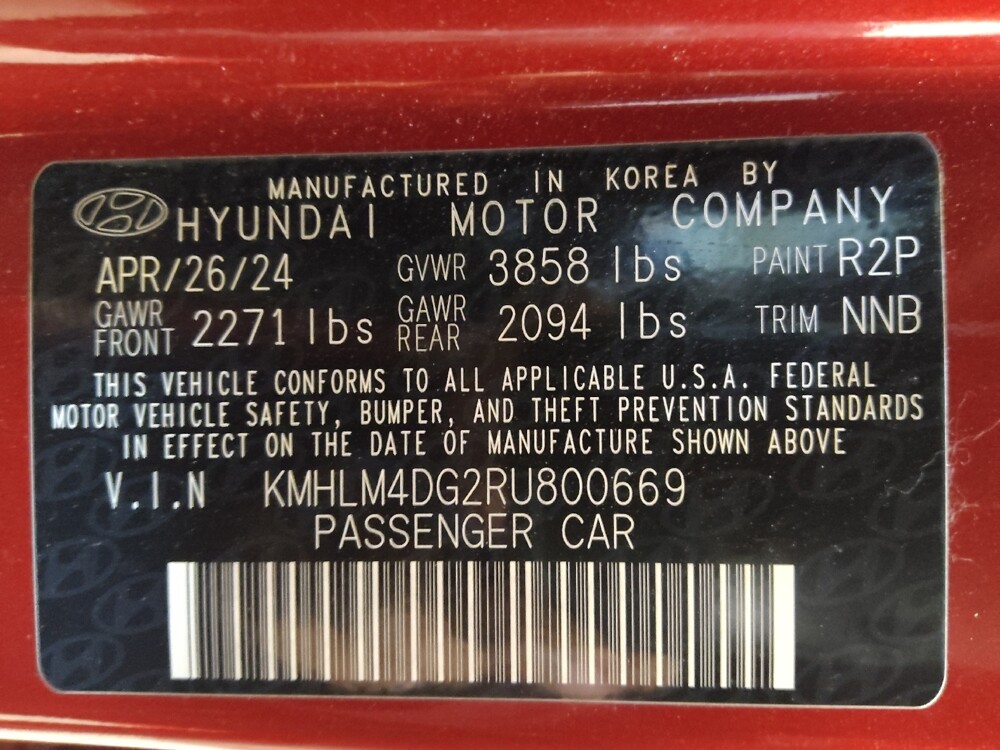 MANUFACTURED IN KOREA BY
HYUNDAI MOTOR COMPANY
APR/26/24 GVWR 3858 lbs PAINT R2P
GAWR FRONT 2271 lbs GAWR REAR 2094 lbs TRIM NNB
THIS VEHICLE CONFORMS TO ALL APPLICABLE U.S.A. FEDERAL
MOTOR VEHICLE SAFETY, BUMPER, AND THEFT PREVENTION STANDARDS
IN EFFECT ON THE DATE OF MANUFACTURE SHOWN ABOVE
V.I.N KMHLM4DG2RU800669
PASSENGER CAR